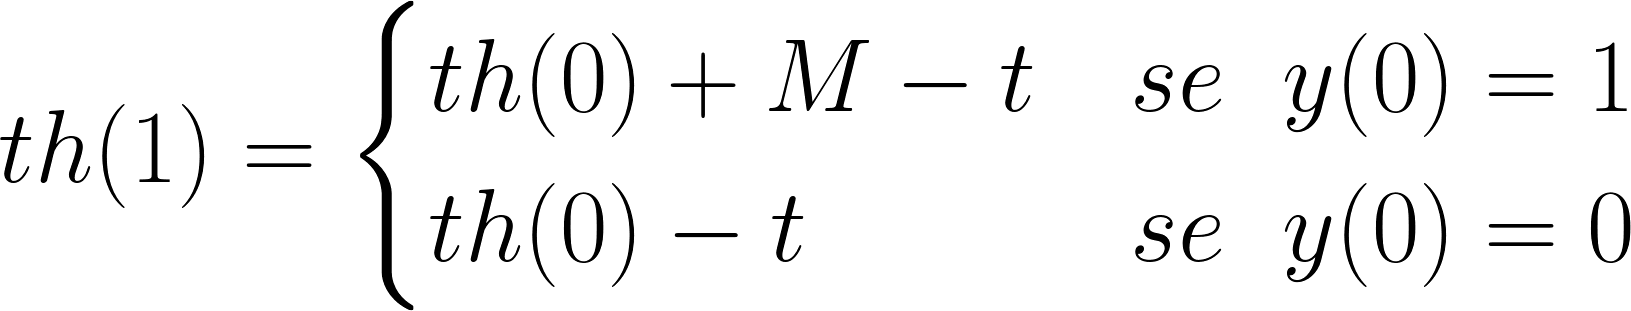 th(1) = { th(0) + M − t se y(0) = 1
th(0) − t se y(0) = 0